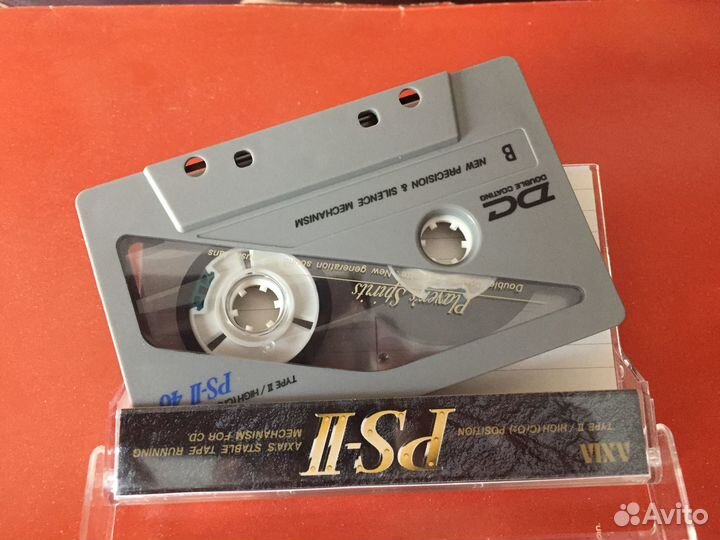 DC
DOUBLE COATING
B
NEW PRECISION & SILENCE MECHANISM
Player's Spirits
New generation
PS-II 46
TYPE II / HIGH
AXIA
TYPE II / HIGH (CrO2) POSITION
PS-II
AXIA'S STABLE TAPE RUNNING
MECHANISM FOR CD
Avito